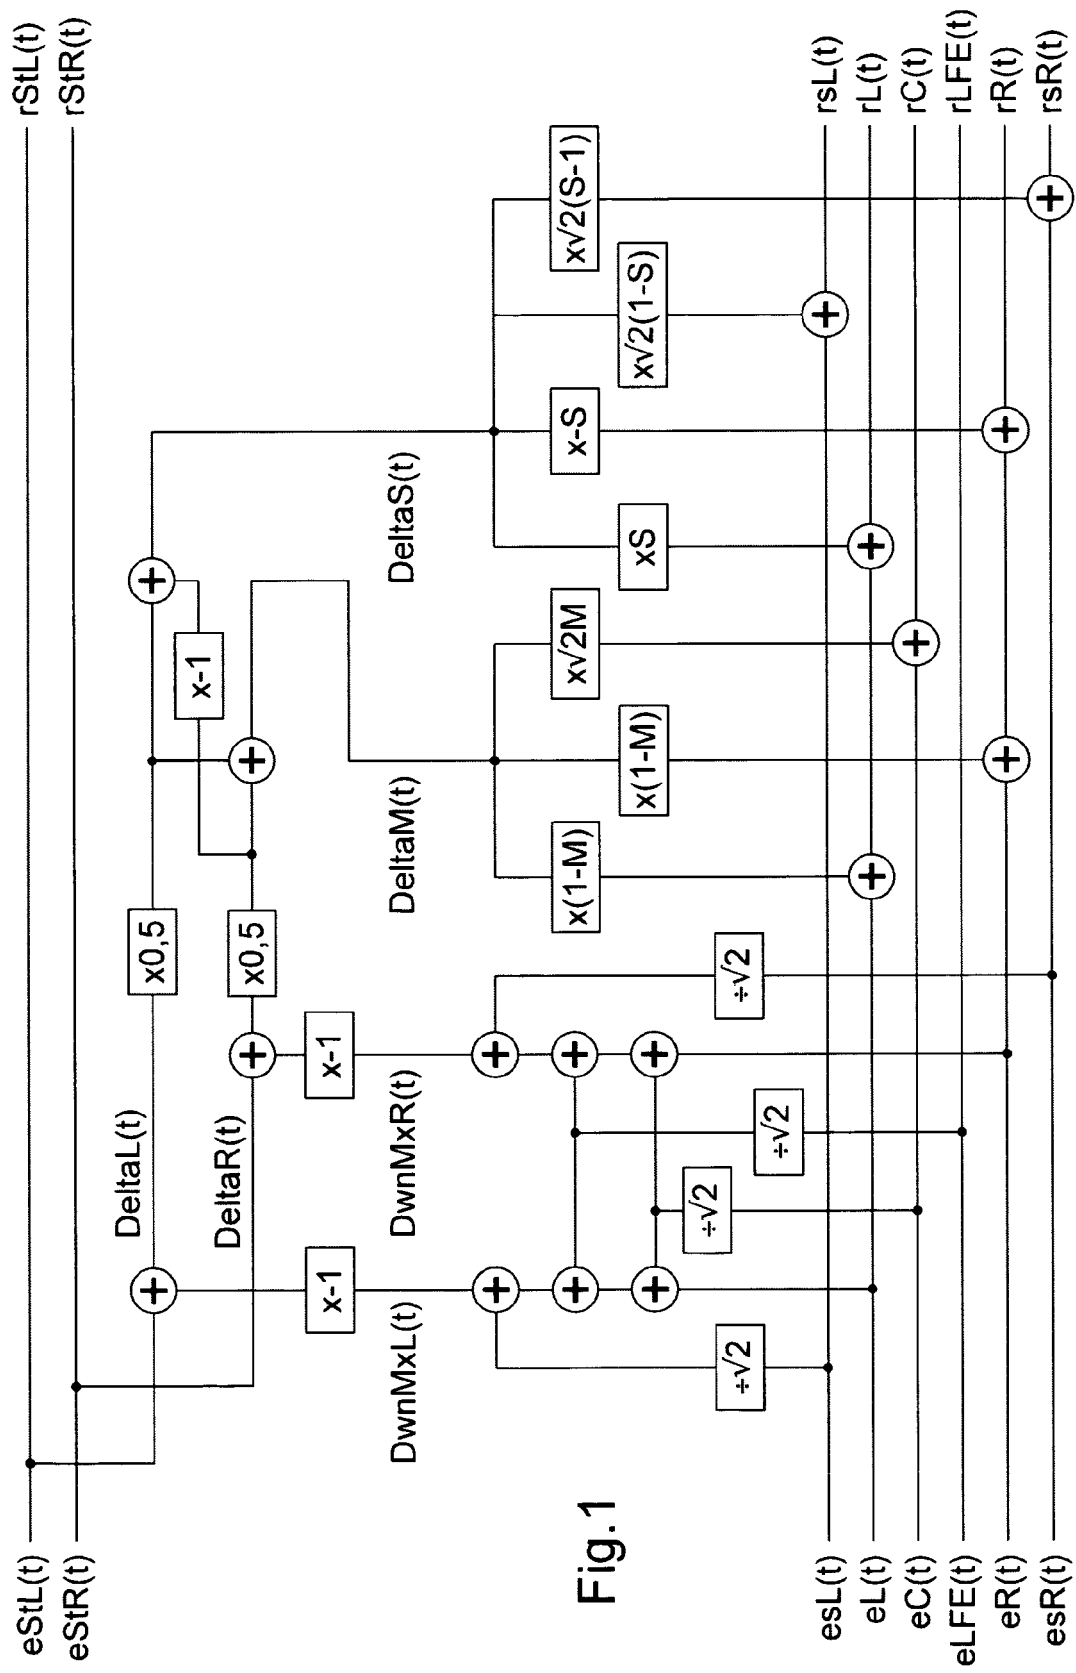 eStL(t)
rStL(t)
eStR(t)
rStR(t)
DeltaL(t)
x0,5
+
+
x-1
DeltaR(t)
+
x0,5
+
x-1
x-1
DwnMxL(t)
DwnMxR(t)
DeltaM(t)
DeltaS(t)
+
+
+
+
+
+
x(1-M)
x(1-M)
x√2M
xS
x-S
x√2(1-S)
x√2(S-1)
÷√2
÷√2
÷√2
÷√2
Fig.1
esL(t)
+
rsL(t)
eL(t)
+
+
rL(t)
eC(t)
+
rC(t)
eLFE(t)
rLFE(t)
eR(t)
+
+
rR(t)
esR(t)
+
rsR(t)